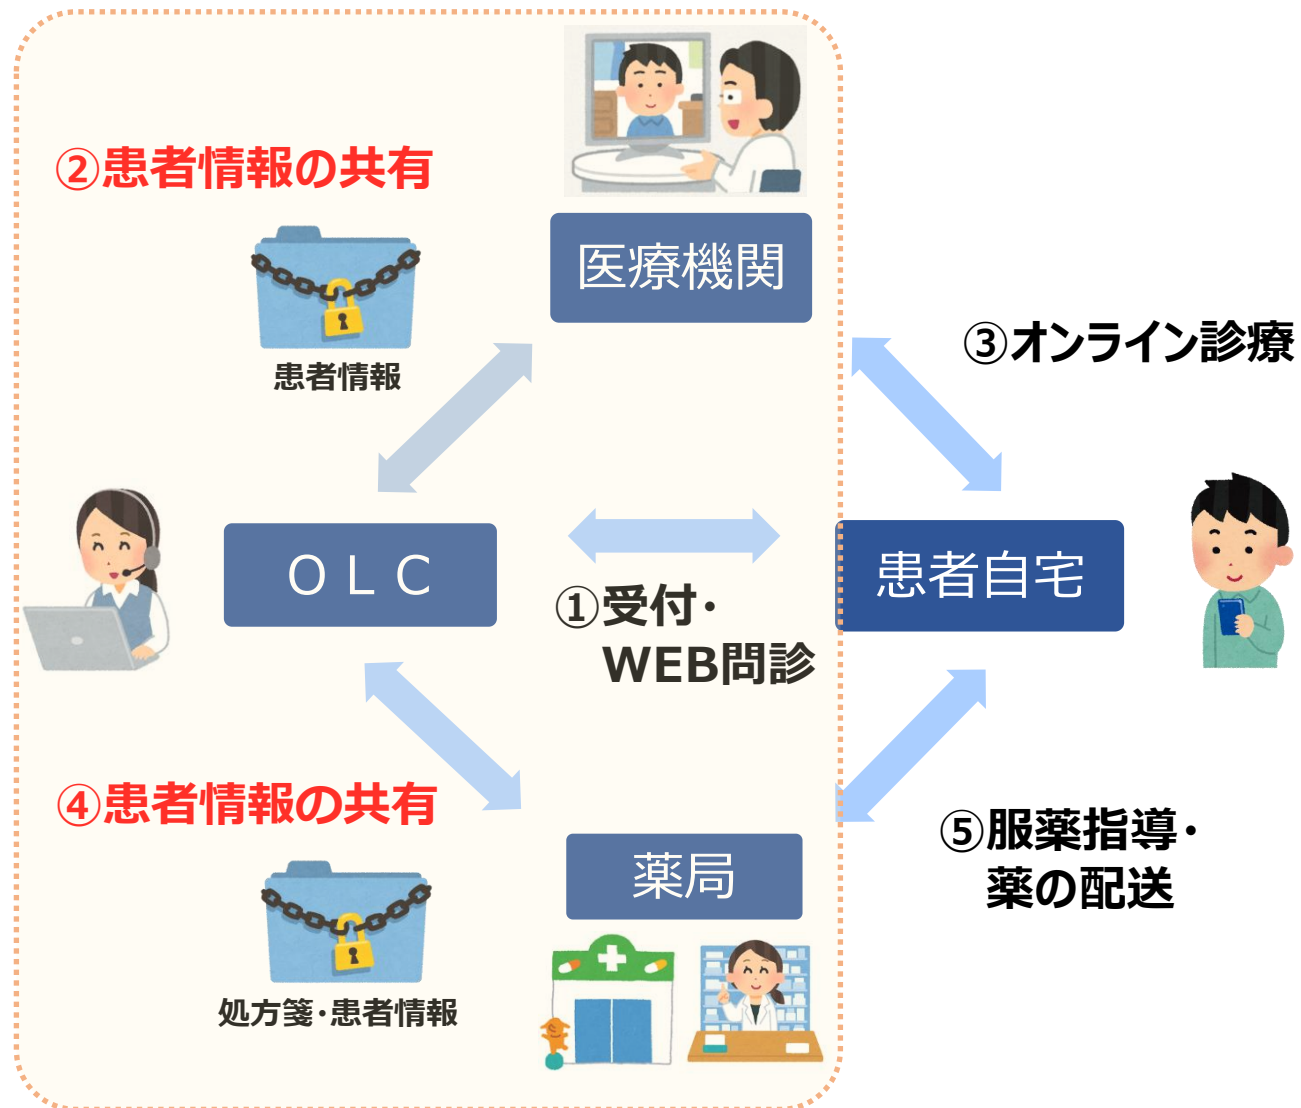 ②患者情報の共有
医療機関
患者情報
③オンライン診療
ＯＬＣ
患者自宅
①受付・
WEB問診
④患者情報の共有
薬局
処方箋・患者情報
⑤服薬指導・
薬の配送